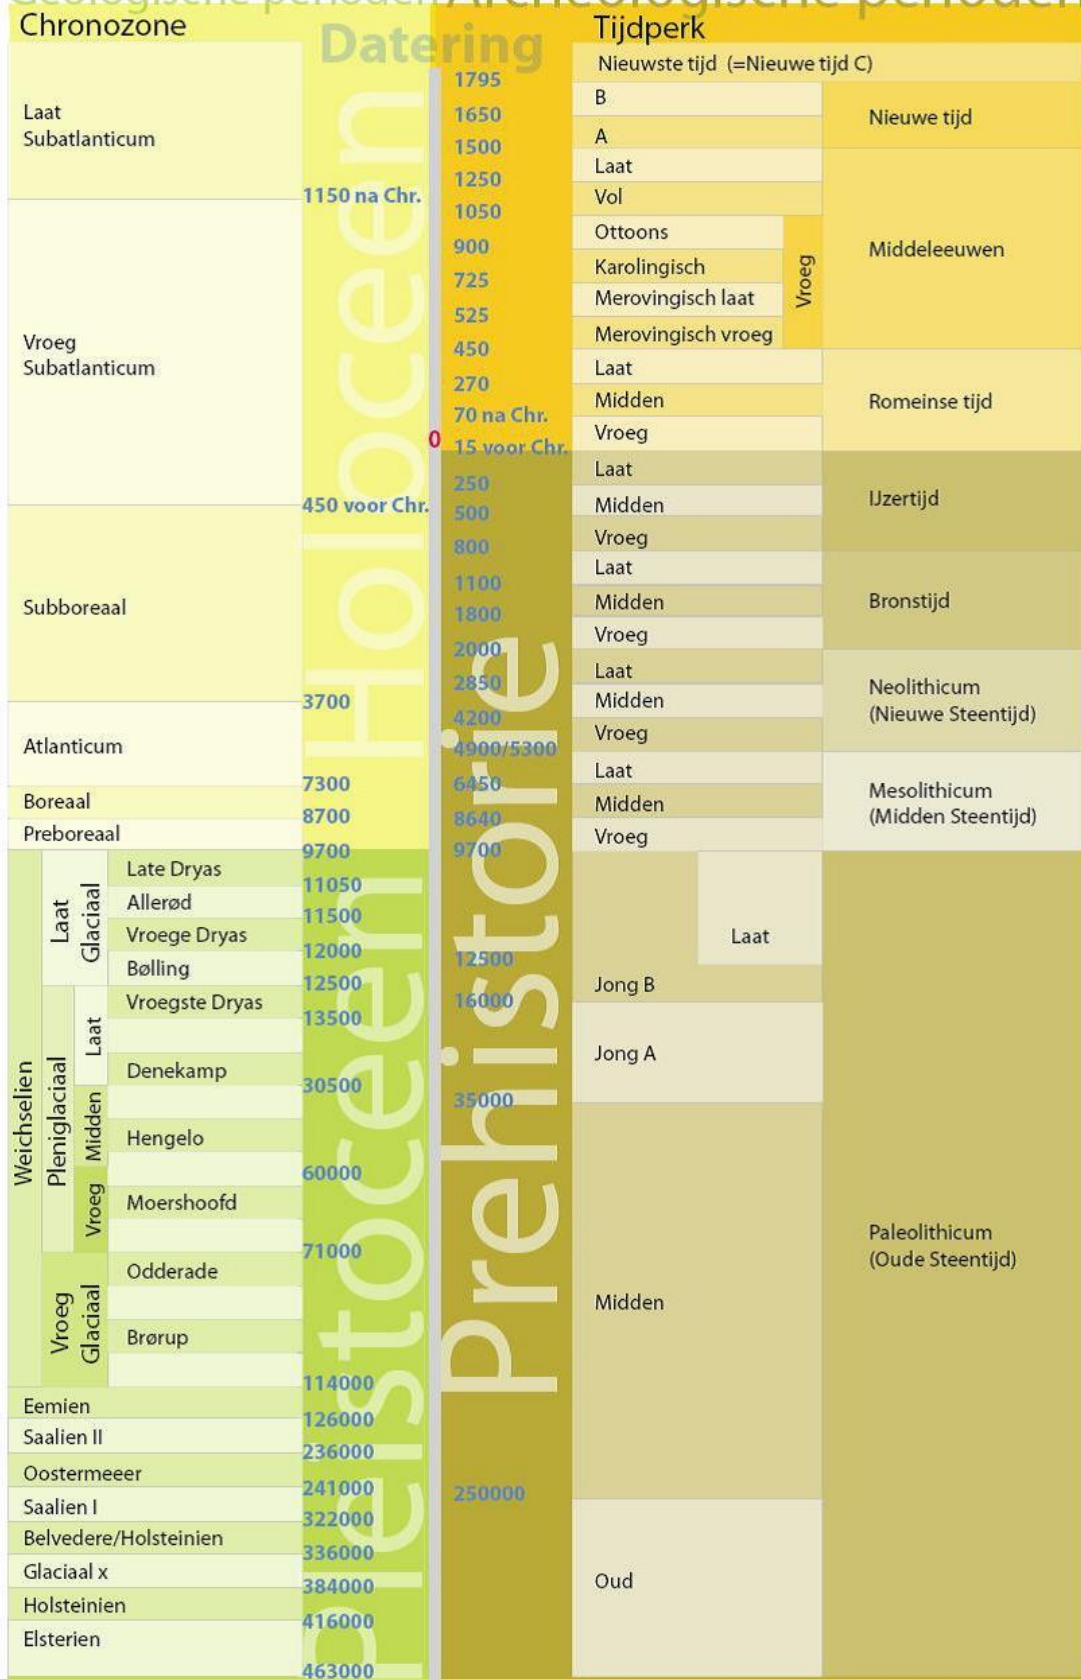 Geologische perioden
Archeologische perioden
Datering
Chronozone
Laat
Subatlanticum
1150 na Chr.
Vroeg
Subatlanticum
450 voor Chr.
Subboreaal
3700
Atlanticum
7300
Boreaal
8700
Preboreaal
9700
Holoceen
Weichselien
Laat
Glaciaal
Late Dryas
11050
Allerød
11500
Vroege Dryas
12000
Bølling
12500
Pleniglaciaal
Laat
Vroegste Dryas
13500
Denekamp
30500
Midden
Hengelo
60000
Vroeg
Moershoofd
71000
Vroeg
Glaciaal
Odderade
Brørup
114000
Eemien
126000
Saalien II
236000
Oostermeeer
241000
Saalien I
322000
Belvedere/Holsteinien
336000
Glaciaal x
384000
Holsteinien
416000
Elsterien
463000
Pleistoceen
Tijdperk
Nieuwste tijd (=Nieuwe tijd C)
1795
B
1650
A
1500
Nieuwe tijd
Laat
1250
Vol
1050
Ottoons
900
Karolingisch
725
Merovingisch laat
525
Merovingisch vroeg
450
Vroeg
Middeleeuwen
Laat
270
Midden
70 na Chr.
Vroeg
0
15 voor Chr.
Romeinse tijd
Laat
250
Midden
500
Vroeg
800
IJzertijd
Laat
1100
Midden
1800
Vroeg
2000
Bronstijd
Laat
2850
Midden
4200
Vroeg
4900/5300
Neolithicum
(Nieuwe Steentijd)
Laat
6450
Midden
8640
Vroeg
9700
Mesolithicum
(Midden Steentijd)
Laat
12500
Jong B
16000
Jong A
35000
Midden
250000
Oud
Paleolithicum
(Oude Steentijd)
Prehistorie